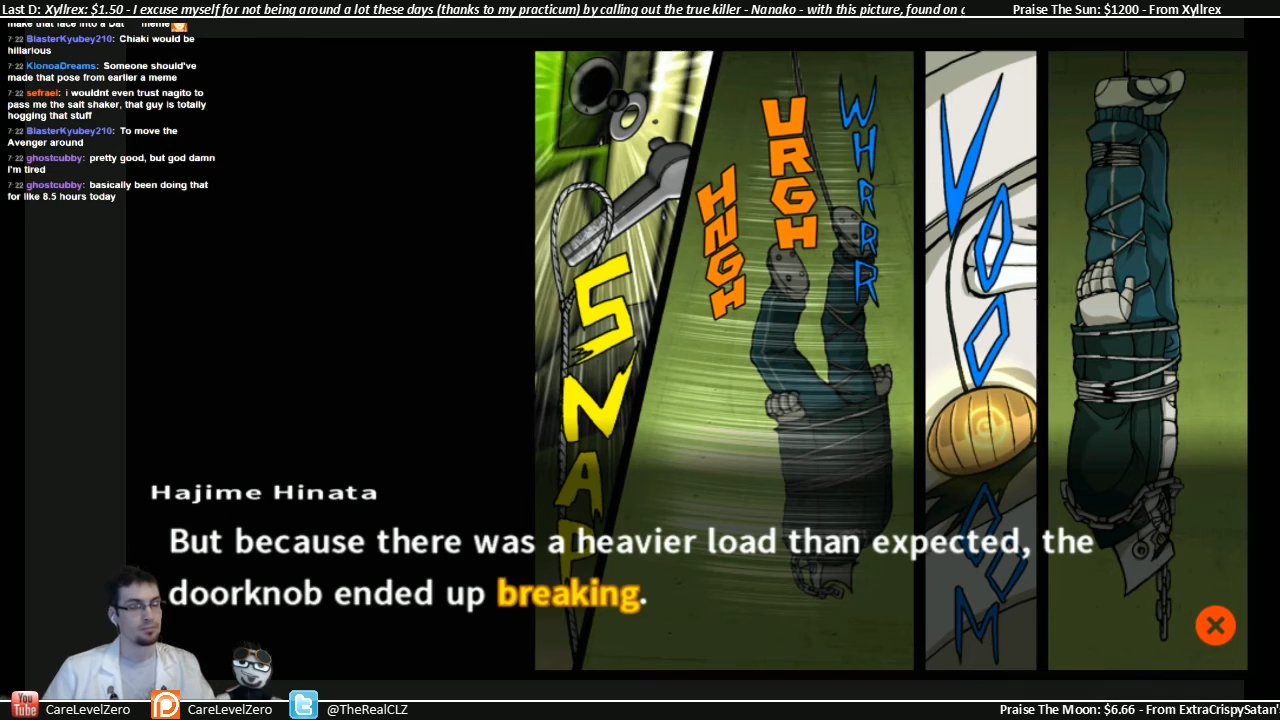 Last D: Xyllrex: $1.50 - I excuse myself for not being around a lot these days (thanks to my practicum) by calling out the true killer - Nanako - with this picture, found on
Praise The Sun: $1200 - From Xyllrex
make that face into a Dat meme
7:22 BlasterKyubey210: Chiaki would be
hillarious
7:22 KionoaDreams: Someone should've
made that pose from earlier a meme
7:22 sefrael: i wouldnt even trust nagito to
pass me the salt shaker, that guy is totally
hogging that stuff
7:22 BlasterKyubey210: To move the
Avenger around
7:22 ghostcubby: pretty good, but god damn
I'm tired
7:22 ghostcubby: basically been doing that
for like 8.5 hours today
SNAP
HNGH
URGH
WHRRR
VOOOOOM
Hajime Hinata
But because there was a heavier load than expected, the
doorknob ended up breaking.
You
Tube
CareLevelZero
CareLevelZero
@TheRealCLZ
Praise The Moon: $6.66 - From ExtraCrispySatan'